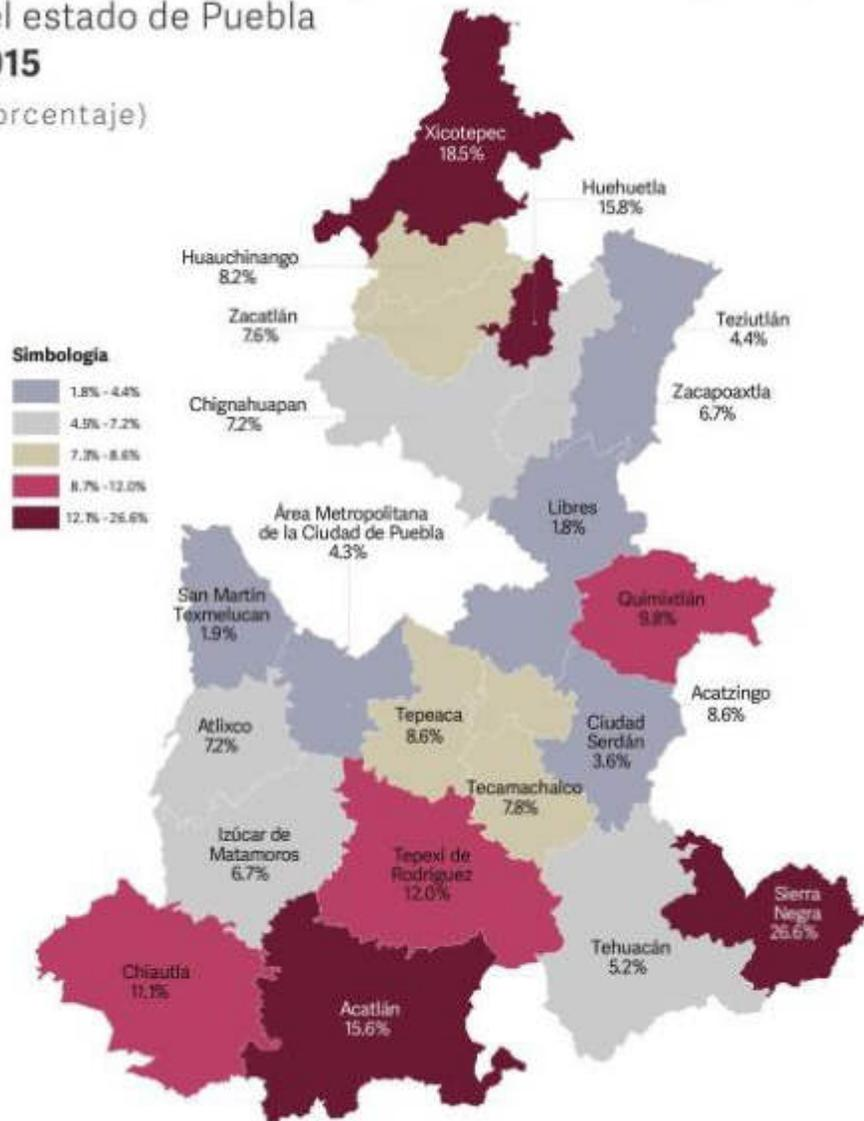 el estado de Puebla
015
orcentaje)
Xicotepec
18.5%
Huehuetla
15.8%
Huauchinango
8.2%
Zacatlán
7.6%
Teziutlán
4.4%
Simbología
1.8% - 4.4%
4.5% - 7.2%
7.3% - 8.6%
8.7% - 12.0%
12.1% - 26.6%
Chignahuapan
7.2%
Zacapoaxtla
6.7%
Libres
1.8%
Área Metropolitana
de la Ciudad de Puebla
4.3%
San Martín
Texmelucan
1.9%
Quimixtlán
9.8%
Acatzingo
8.6%
Atlixco
7.2%
Tepeaca
8.6%
Ciudad
Serdán
3.6%
Tecamachalco
7.8%
Izúcar de
Matamoros
6.7%
Tepexi de
Rodríguez
12.0%
Sierra
Negra
26.6%
Tehuacán
5.2%
Chiautla
11.1%
Acatlán
15.6%